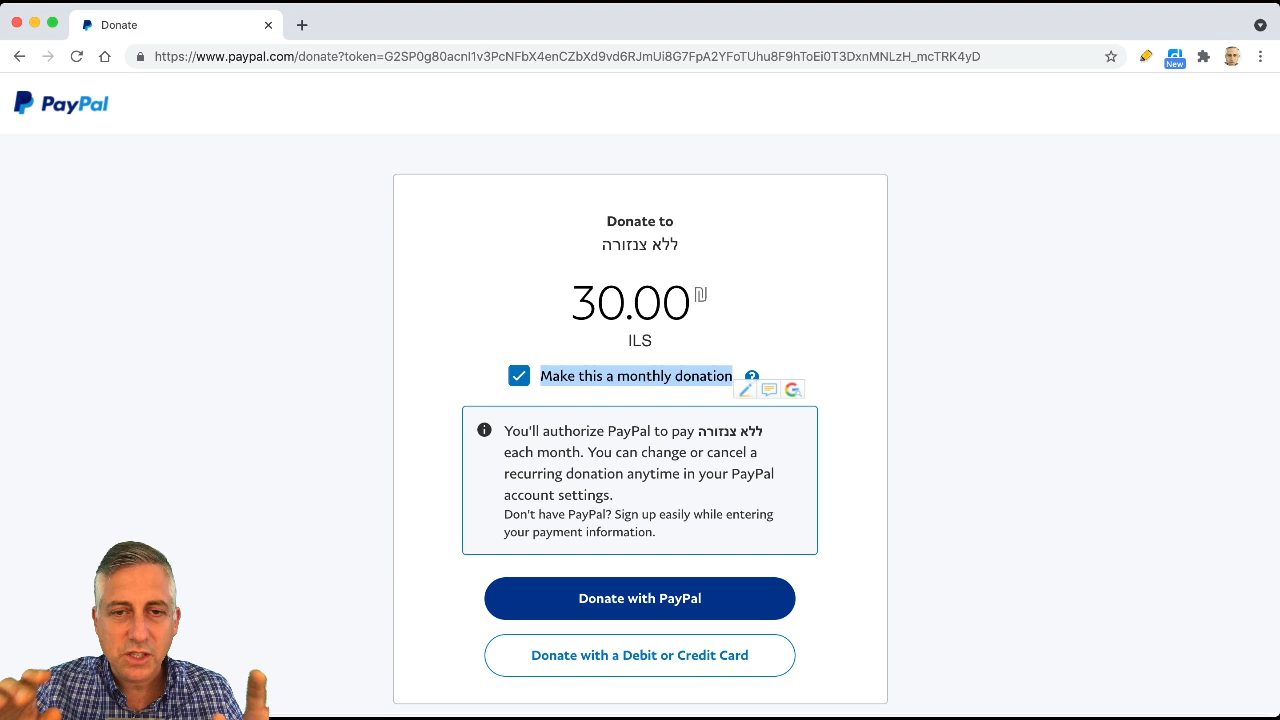 Donate
https://www.paypal.com/donate?token=G2SP0g80acnI1v3PcNFbX4enCZbXd9vd6RJmUi8G7FpA2YFoTUhu8F9hToEi0T3DxnMNLzH_mcTRK4yD
New
PayPal
Donate to
ללא צנזורה
30.00₪
ILS
Make this a monthly donation
You'll authorize PayPal to pay ללא צנזורה
each month. You can change or cancel a
recurring donation anytime in your PayPal
account settings.
Don't have PayPal? Sign up easily while entering
your payment information.
Donate with PayPal
Donate with a Debit or Credit Card